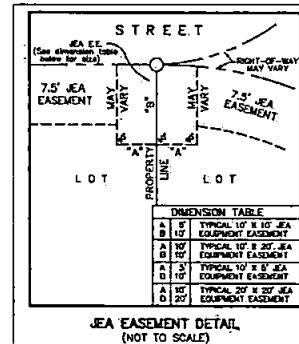 STREET
JEA E.E.
(See dimension table
below for size)
RIGHT-OF-WAY
MAY VARY
7.5' JEA
EASEMENT
MAY
VARY
"B"
MAY
VARY
7.5' JEA
EASEMENT
"A"
"A"
PROPERTY
LINE
LOT
LOT
DIMENSION TABLE
A 5' TYPICAL 10' X 10' JEA
B 10' EQUIPMENT EASEMENT
A 10' TYPICAL 10' X 20' JEA
B 10' EQUIPMENT EASEMENT
A TYPICAL 10' X JEA
10' EQUIPMENT EASEMENT
A 10' TYPICAL 20' X 20' JEA
20' EQUIPMENT EASEMENT
JEA EASEMENT DETAIL
(NOT TO SCALE)